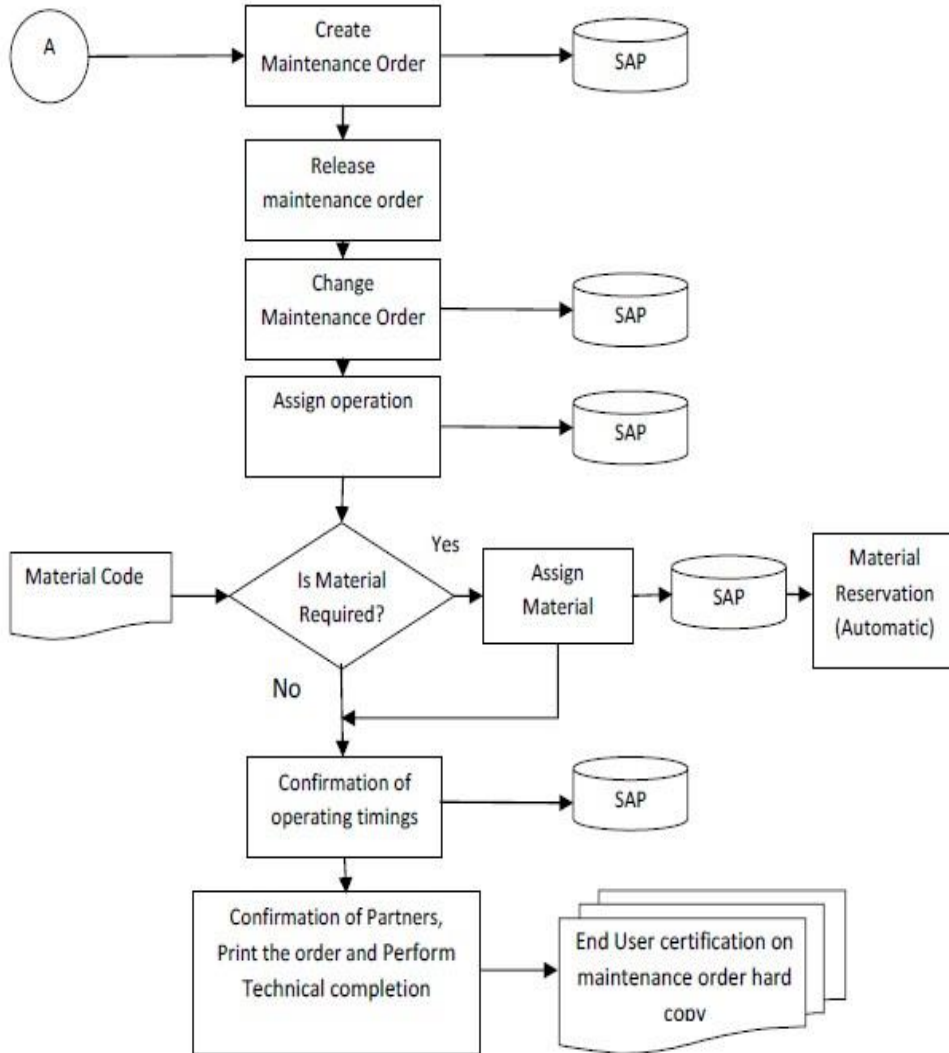 A
Create
Maintenance Order
SAP
Release
maintenance order
Change
Maintenance Order
SAP
Assign operation
SAP
Material Code
Is Material
Required?
Yes
No
Assign
Material
SAP
Material
Reservation
(Automatic)
Confirmation of
operating timings
SAP
Confirmation of Partners,
Print the order and Perform
Technical completion
End User certification on
maintenance order hard
copy